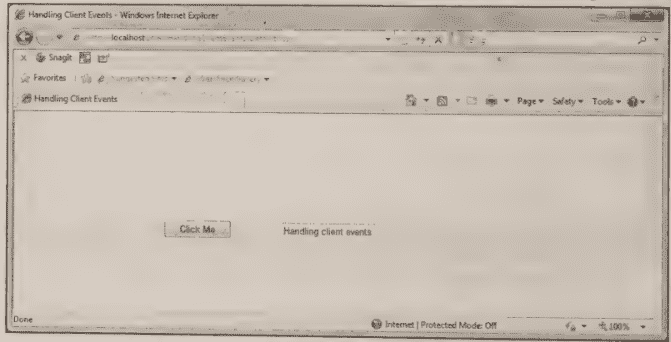 Handling Client Events - Windows Internet Explorer
localhost
x Snagit
Favorites
Handling Client Events
Page Safety Tools
Click Me
Handling client events
Done
Internet | Protected Mode: Off
100%